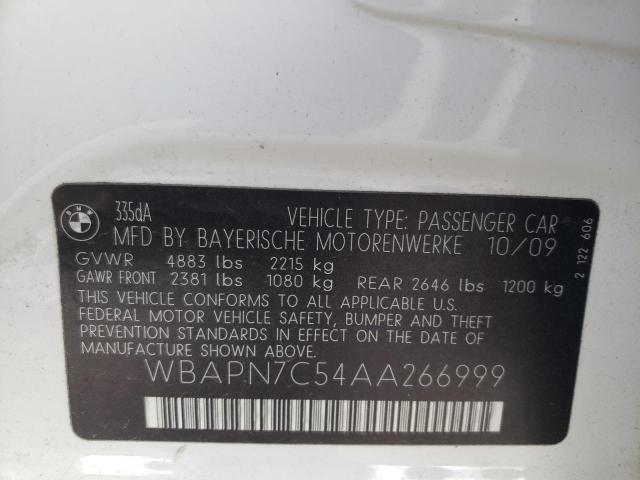 BMW 335dA VEHICLE TYPE: PASSENGER CAR
MFD BY BAYERISCHE MOTORENWERKE 10/09
GVWR 4883 lbs 2215 kg
GAWR FRONT 2381 lbs 1080 kg REAR 2646 lbs 1200 kg
THIS VEHICLE CONFORMS TO ALL APPLICABLE U.S.
FEDERAL MOTOR VEHICLE SAFETY, BUMPER AND THEFT
PREVENTION STANDARDS IN EFFECT ON THE DATE OF
MANUFACTURE SHOWN ABOVE.
WBAPN7C54AA266999
2 122 606